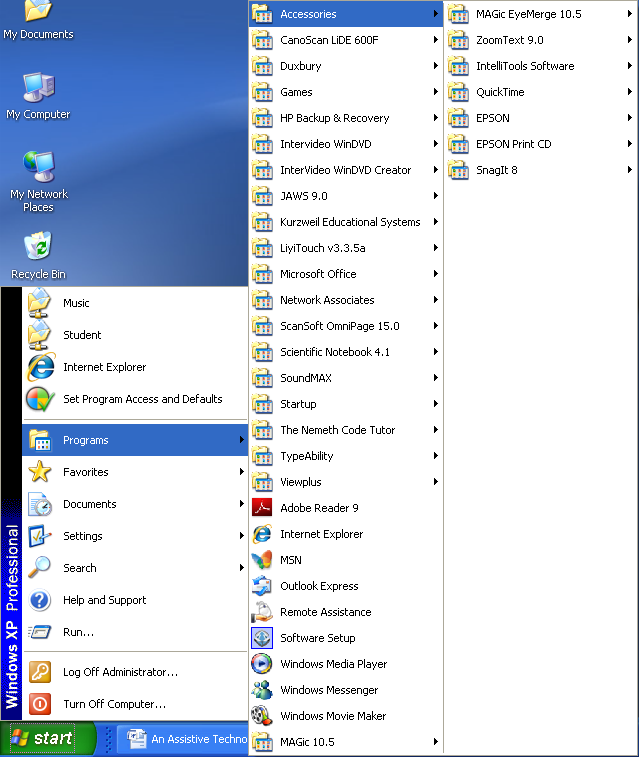 My Documents
My Computer
My Network
Places
Recycle Bin
Music
Student
Internet Explorer
Set Program Access and Defaults
Programs
Favorites
Documents
Settings
Search
Help and Support
Run...
Log Off Administrator...
Turn Off Computer...
Windows XP Professional
start
An Assistive Techno
Accessories
CanoScan LiDE 600F
Duxbury
Games
HP Backup & Recovery
Intervideo WinDVD
InterVideo WinDVD Creator
JAWS 9.0
Kurzweil Educational Systems
LiyiTouch v3.3.5a
Microsoft Office
Network Associates
ScanSoft OmniPage 15.0
Scientific Notebook 4.1
SoundMAX
Startup
The Nemeth Code Tutor
TypeAbility
Viewplus
Adobe Reader 9
Internet Explorer
MSN
Outlook Express
Remote Assistance
Software Setup
Windows Media Player
Windows Messenger
Windows Movie Maker
MAGic 10.5
MAGic EyeMerge 10.5
ZoomText 9.0
IntelliTools Software
QuickTime
EPSON
EPSON Print CD
SnagIt 8